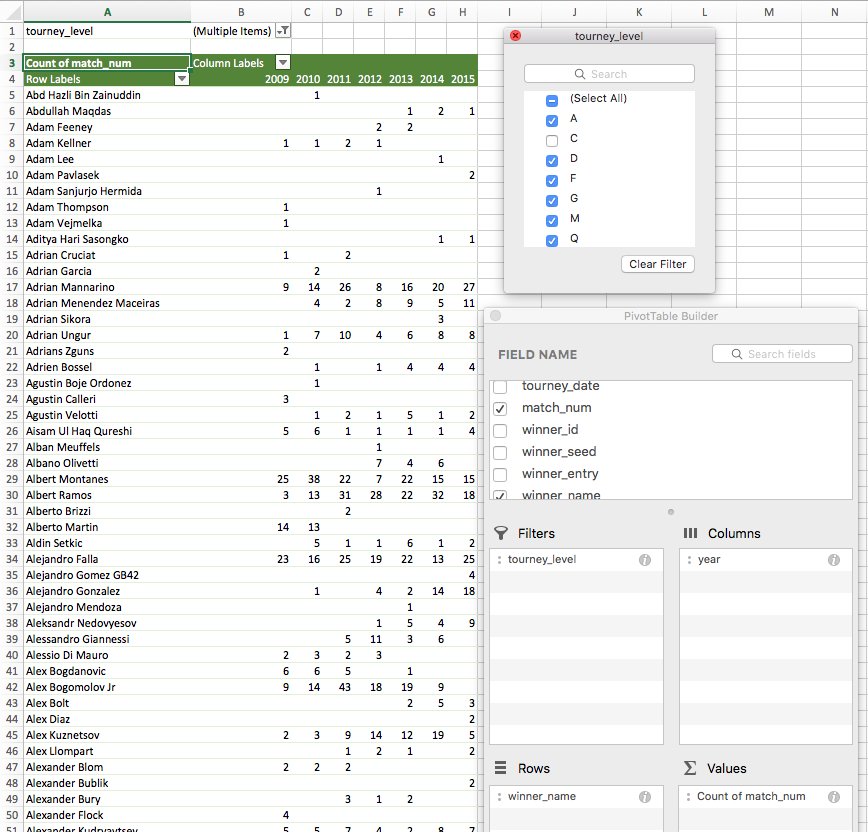 A B C D E F G H I J K L M N
1 tourney_level (Multiple Items)
2
3 Count of match_num Column Labels
4 Row Labels 2009 2010 2011 2012 2013 2014 2015
5 Abd Hazli Bin Zainuddin 1
6 Abdullah Maqdas 1 2 1
7 Adam Feeney 2 2
8 Adam Kellner 1 1 2 1
9 Adam Lee 1
10 Adam Pavlasek 2
11 Adam Sanjurjo Hermida 1
12 Adam Thompson 1
13 Adam Vejmelka 1
14 Aditya Hari Sasongko 1 1
15 Adrian Cruciat 1 2
16 Adrian Garcia 2
17 Adrian Mannarino 9 14 26 8 16 20 27
18 Adrian Menendez Maceiras 4 2 8 9 5 11
19 Adrian Sikora 3
20 Adrian Ungur 1 7 10 4 6 8 8
21 Adrians Zguns 2
22 Adrien Bossel 1 1 4 4 4
23 Agustin Boje Ordonez 1
24 Agustin Calleri 3
25 Agustin Velotti 1 2 1 5 1 2
26 Aisam Ul Haq Qureshi 5 6 1 1 1 1 4
27 Alban Meuffels 1
28 Albano Olivetti 7 4 6
29 Albert Montanes 25 38 22 7 22 15 15
30 Albert Ramos 3 13 31 28 22 32 18
31 Alberto Brizzi 2
32 Alberto Martin 14 13
33 Aldin Setkic 5 1 1 6 1 2
34 Alejandro Falla 23 16 25 19 22 13 25
35 Alejandro Gomez GB42 4
36 Alejandro Gonzalez 1 4 2 14 18
37 Alejandro Mendoza 1
38 Aleksandr Nedovyesov 1 5 4 9
39 Alessandro Giannessi 5 11 3 6
40 Alessio Di Mauro 2 3 2 3
41 Alex Bogdanovic 6 6 5 1
42 Alex Bogomolov Jr 9 14 43 18 19 9
43 Alex Bolt 2 5 3
44 Alex Diaz 2
45 Alex Kuznetsov 2 3 9 14 12 19 5
46 Alex Llompart 1 2 1 2
47 Alexander Blom 2 2 2
48 Alexander Bublik 2
49 Alexander Bury 3 1 2
50 Alexander Flock 4
51 Alexander Kudryavtsev 5 5 7 4 2 8 7
tourney_level
Search
(Select All)
A
C
D
F
G
M
Q
Clear Filter
PivotTable Builder
FIELD NAME
Search fields
tourney_date
match_num
winner_id
winner_seed
winner_entry
winner_name
Filters
Columns
tourney_level
year
Rows
Values
winner_name
Count of match_num